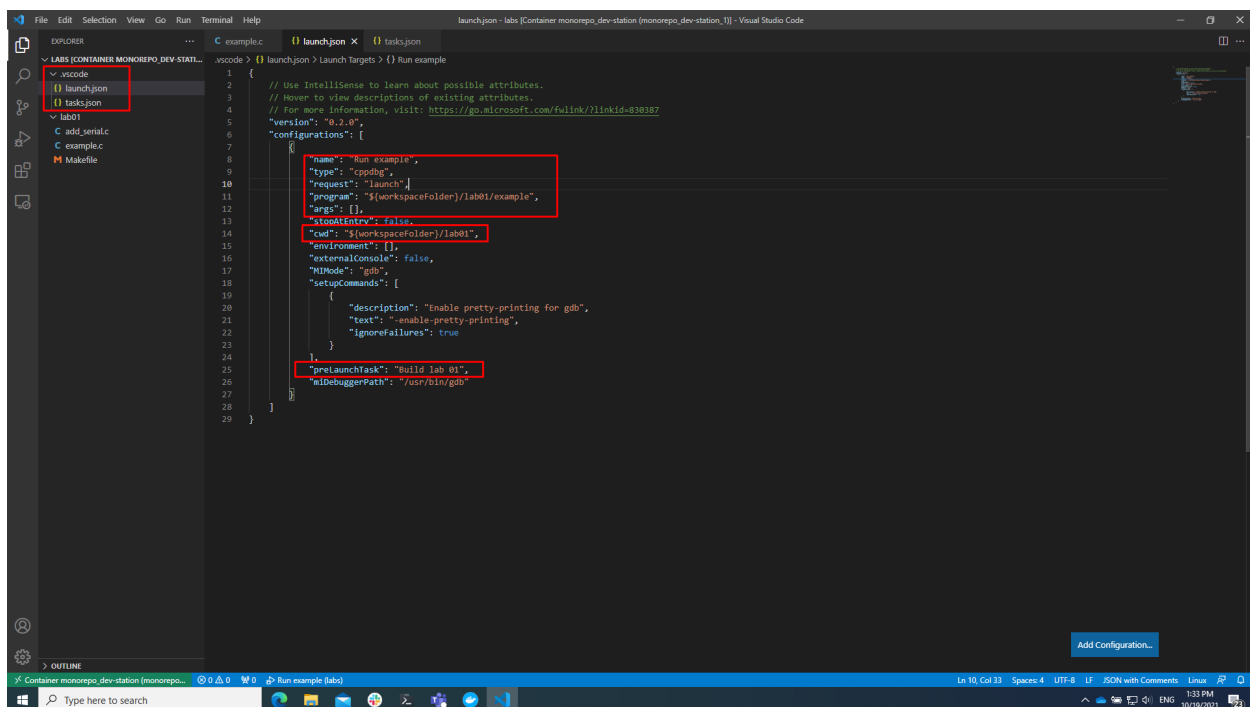 File Edit Selection View Go Run Terminal Help
launch.json - labs [Container monorepo_dev-station (monorepo_dev-station_1)] - Visual Studio Code
EXPLORER
LABS [CONTAINER MONOREPO_DEV-STATI...
.vscode
launch.json
tasks.json
lab01
add_serial.c
example.c
Makefile
OUTLINE
example.c launch.json tasks.json
.vscode > launch.json > Launch Targets > {} Run example
1 {
2 // Use IntelliSense to learn about possible attributes.
3 // Hover to view descriptions of existing attributes.
4 // For more information, visit: https://go.microsoft.com/fwlink/?linkid=830387
5 "version": "0.2.0",
6 "configurations": [
7 {
8 "name": "Run example",
9 "type": "cppdbg",
10 "request": "launch",
11 "program": "${workspaceFolder}/lab01/example",
12 "args": [],
13 "stopAtEntry": false,
14 "cwd": "${workspaceFolder}/lab01",
15 "environment": [],
16 "externalConsole": false,
17 "MIMode": "gdb",
18 "setupCommands": [
19 {
20 "description": "Enable pretty-printing for gdb",
21 "text": "-enable-pretty-printing",
22 "ignoreFailures": true
23 }
24 ],
25 "preLaunchTask": "Build lab 01",
26 "miDebuggerPath": "/usr/bin/gdb"
27 }
28 ]
29 }
Add Configuration...
Container monorepo_dev-station (monorepo... 0 0 0 Run example (labs)
Ln 10, Col 33 Spaces: 4 UTF-8 LF JSON with Comments Linux
Type here to search
ENG
1:33 PM
10/19/2021
23